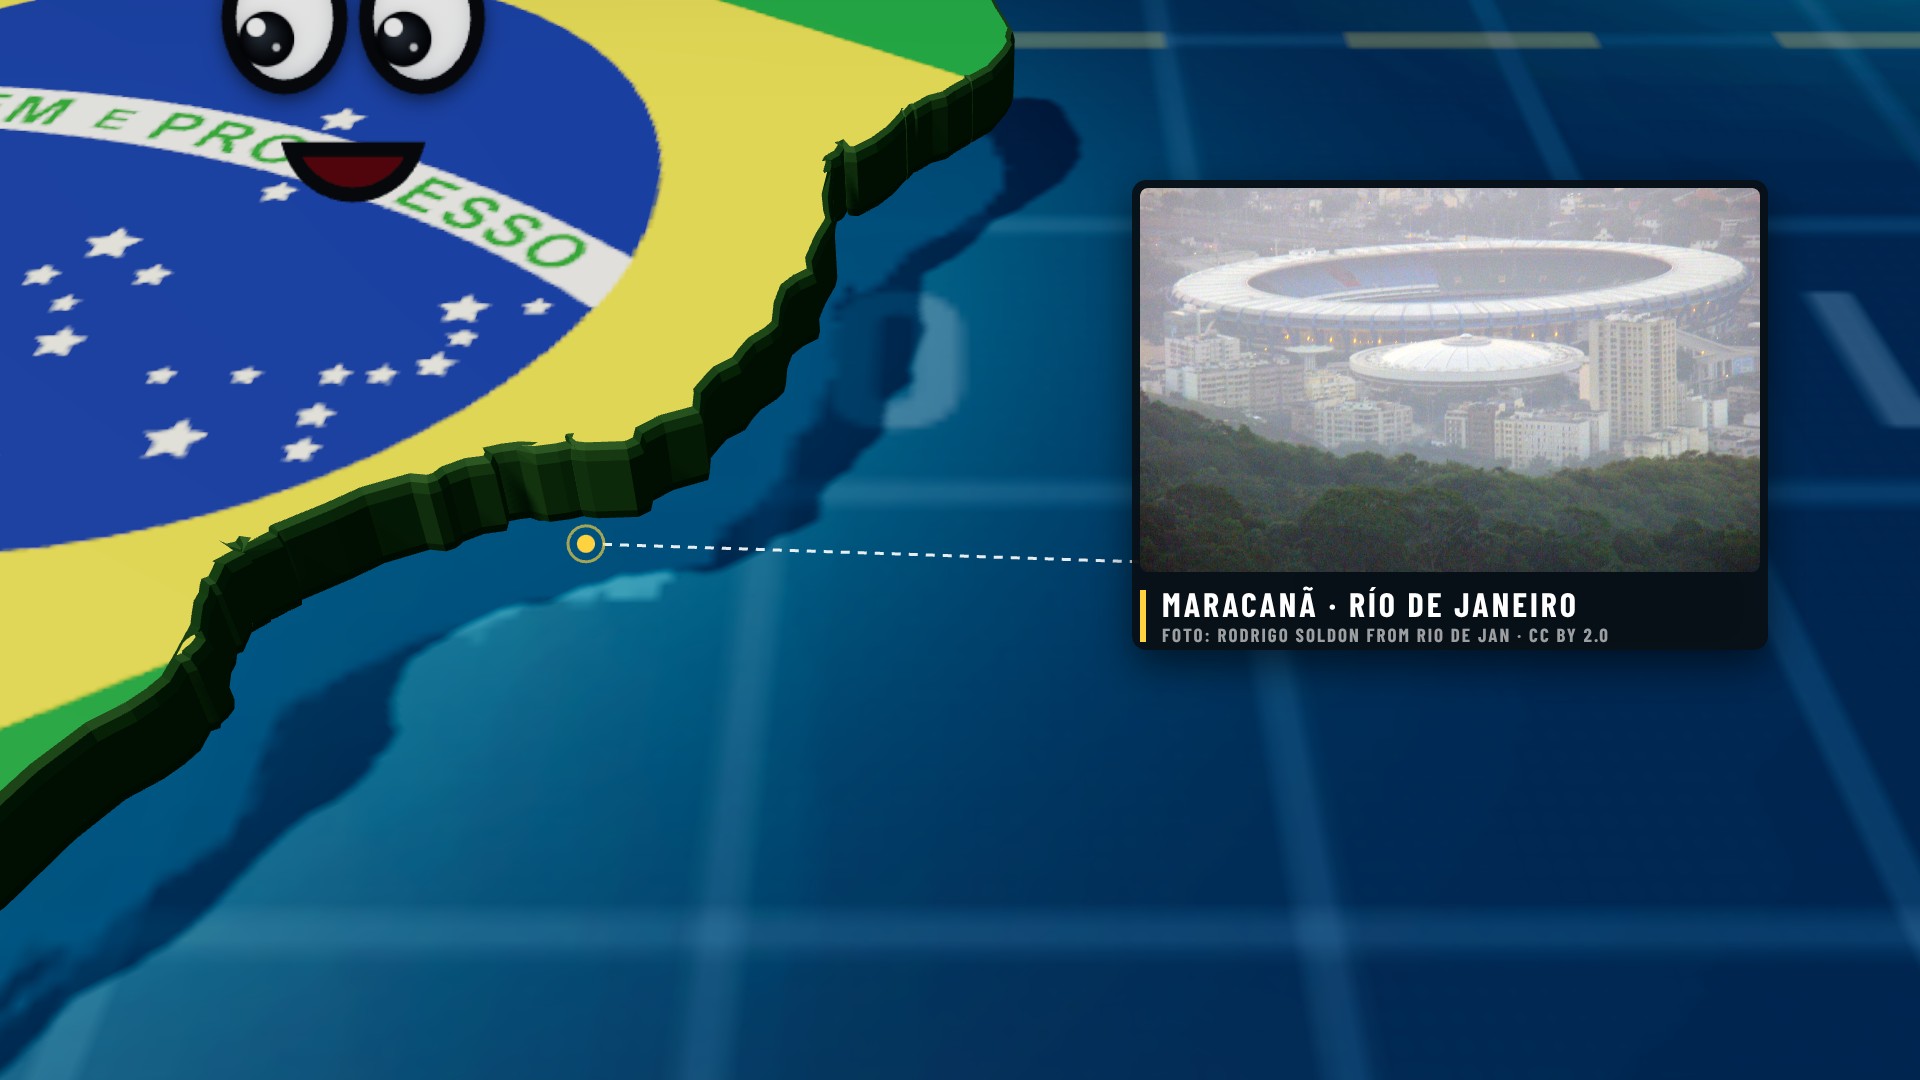 EM E PRO ESSO
MARACANÃ · RÍO DE JANEIRO
FOTO: RODRIGO SOLDON FROM RIO DE JAN · CC BY 2.0